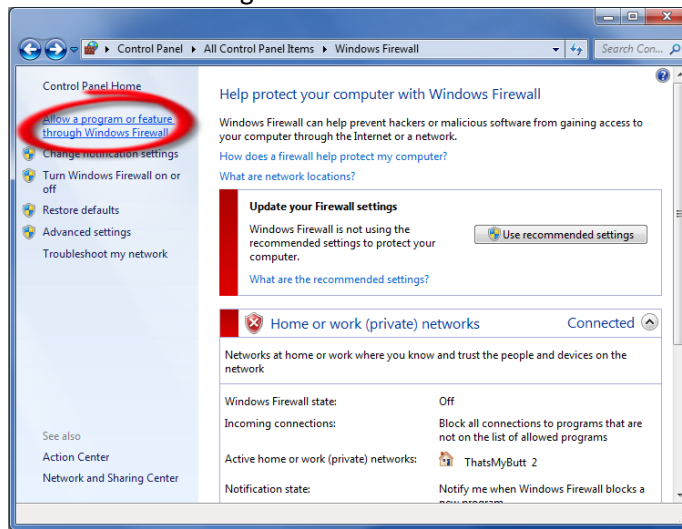 Control Panel
All Control Panel Items
Windows Firewall
Search Con...
Control Panel Home
Allow a program or feature
through Windows Firewall
Change notification settings
Turn Windows Firewall on or
off
Restore defaults
Advanced settings
Troubleshoot my network
See also
Action Center
Network and Sharing Center
Help protect your computer with Windows Firewall
Windows Firewall can help prevent hackers or malicious software from gaining access to
your computer through the Internet or a network.
How does a firewall help protect my computer?
What are network locations?
Update your Firewall settings
Windows Firewall is not using the
recommended settings to protect your
computer.
Use recommended settings
What are the recommended settings?
Home or work (private) networks Connected
Networks at home or work where you know and trust the people and devices on the
network
Windows Firewall state: Off
Incoming connections: Block all connections to programs that are
not on the list of allowed programs
Active home or work (private) networks: ThatsMyButt 2
Notification state: Notify me when Windows Firewall blocks a
new program